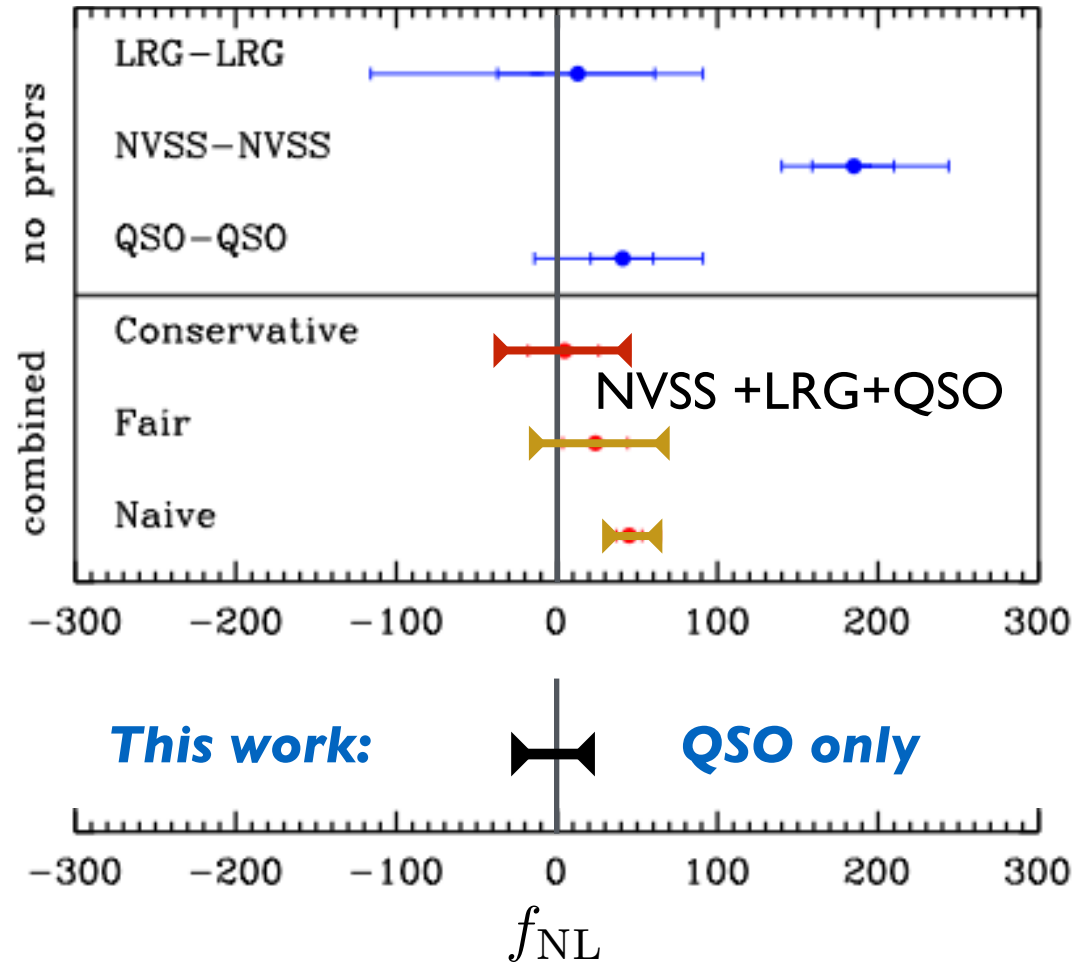 no priors
LRG-LRG
NVSS-NVSS
QSO-QSO
combined
Conservative
NVSS +LRG+QSO
Fair
Naive
-300 -200 -100 0 100 200 300
This work: QSO only
-300 -200 -100 0 100 200 300
f_NL